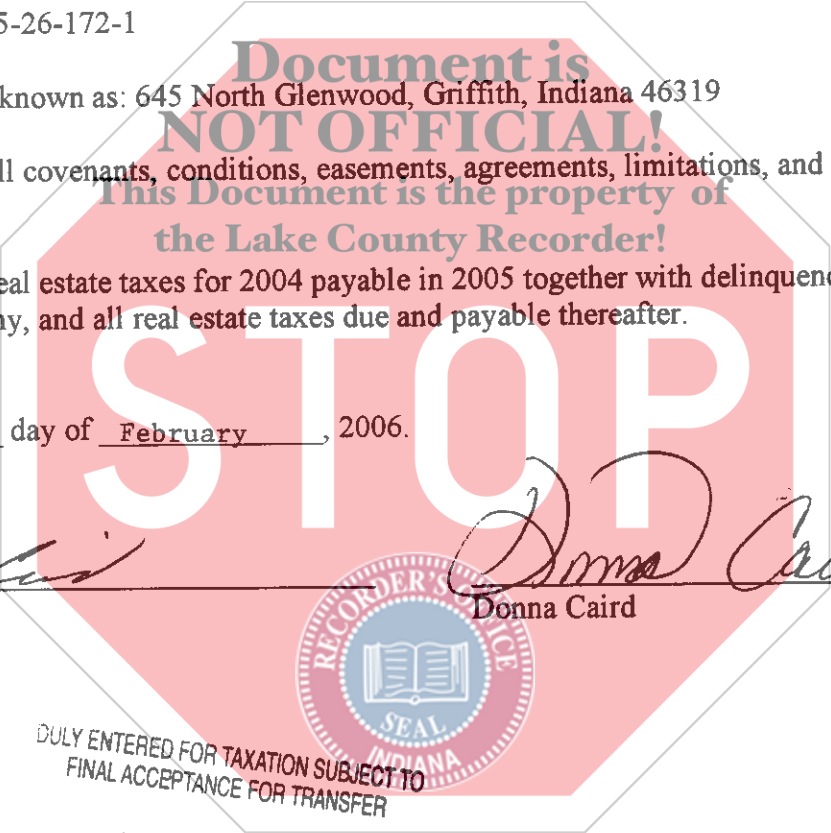 5-26-172-1
Document is
known as: 645 North Glenwood, Griffith, Indiana 46319
NOT OFFICIAL!
ll covenants, conditions, easements, agreements, limitations, and
This Document is the property of
the Lake County Recorder!
eal estate taxes for 2004 payable in 2005 together with delinquenc
ny, and all real estate taxes due and payable thereafter.
STOP
day of February, 2006.
Donna Cai
Donna Caird
RECORDER'S OFFICE
SEAL
INDIANA
DULY ENTERED FOR TAXATION SUBJECT TO
FINAL ACCEPTANCE FOR TRANSFER